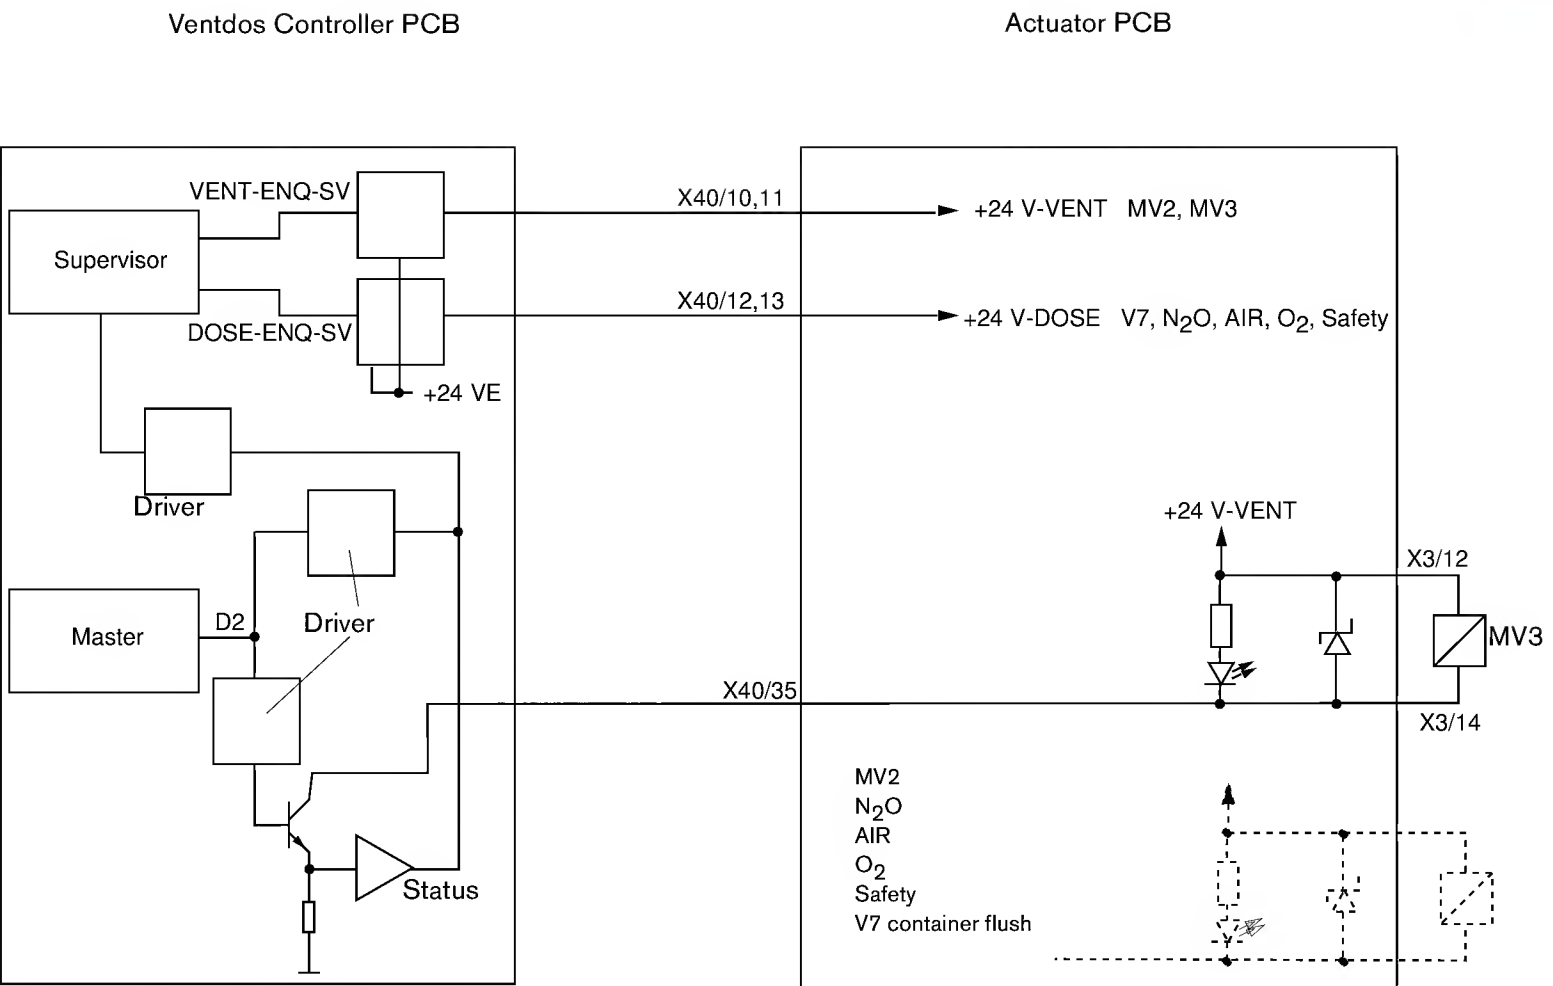 Ventdos Controller PCB
Actuator PCB
VENT-ENQ-SV
X40/10,11
+24 V-VENT MV2, MV3
Supervisor
X40/12,13
+24 V-DOSE V7, N2O, AIR, O2, Safety
DOSE-ENQ-SV
+24 VE
Driver
+24 V-VENT
X3/12
D2
Driver
Master
MV3
X40/35
X3/14
MV2
N2O
AIR
O2
Safety
V7 container flush
Status